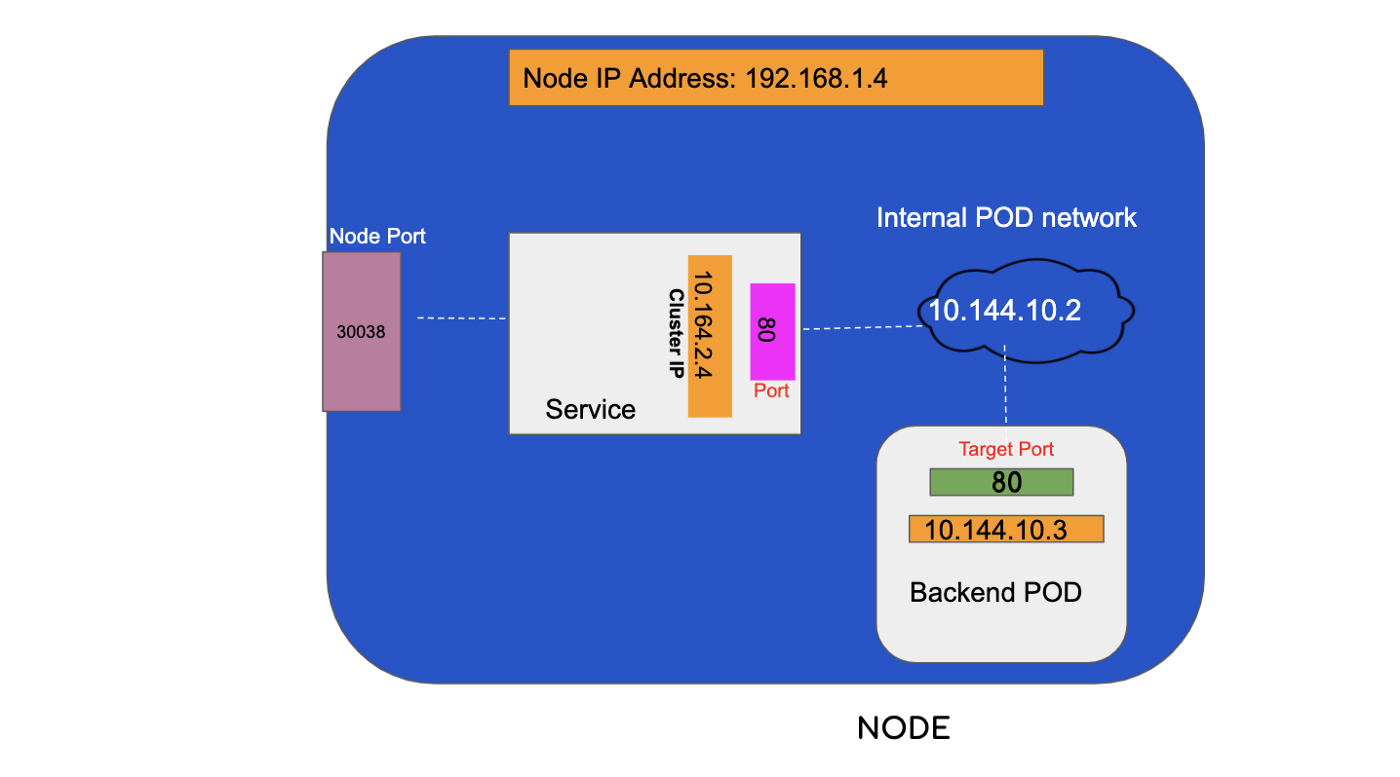 Node IP Address: 192.168.1.4
Internal POD network
Node Port
30038
10.164.2.4
Cluster IP
80
Port
Service
10.144.10.2
Target Port
80
10.144.10.3
Backend POD
NODE